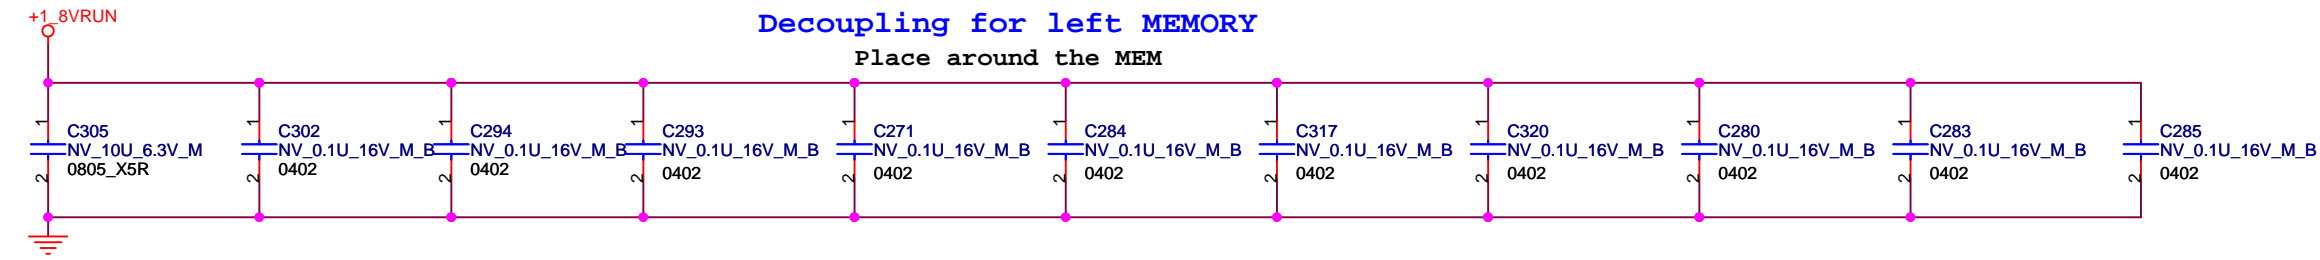 +1_8VRUN
Decoupling for left MEMORY
Place around the MEM
1
C305
NV_10U_6.3V_M
0805_X5R
2
1
C302
NV_0.1U_16V_M_B
0402
2
1
C294
NV_0.1U_16V_M_B
0402
2
1
C293
NV_0.1U_16V_M_B
0402
2
1
C271
NV_0.1U_16V_M_B
0402
2
1
C284
NV_0.1U_16V_M_B
0402
2
1
C317
NV_0.1U_16V_M_B
0402
2
1
C320
NV_0.1U_16V_M_B
0402
2
1
C280
NV_0.1U_16V_M_B
0402
2
1
C283
NV_0.1U_16V_M_B
0402
2
1
C285
NV_0.1U_16V_M_B
0402
2